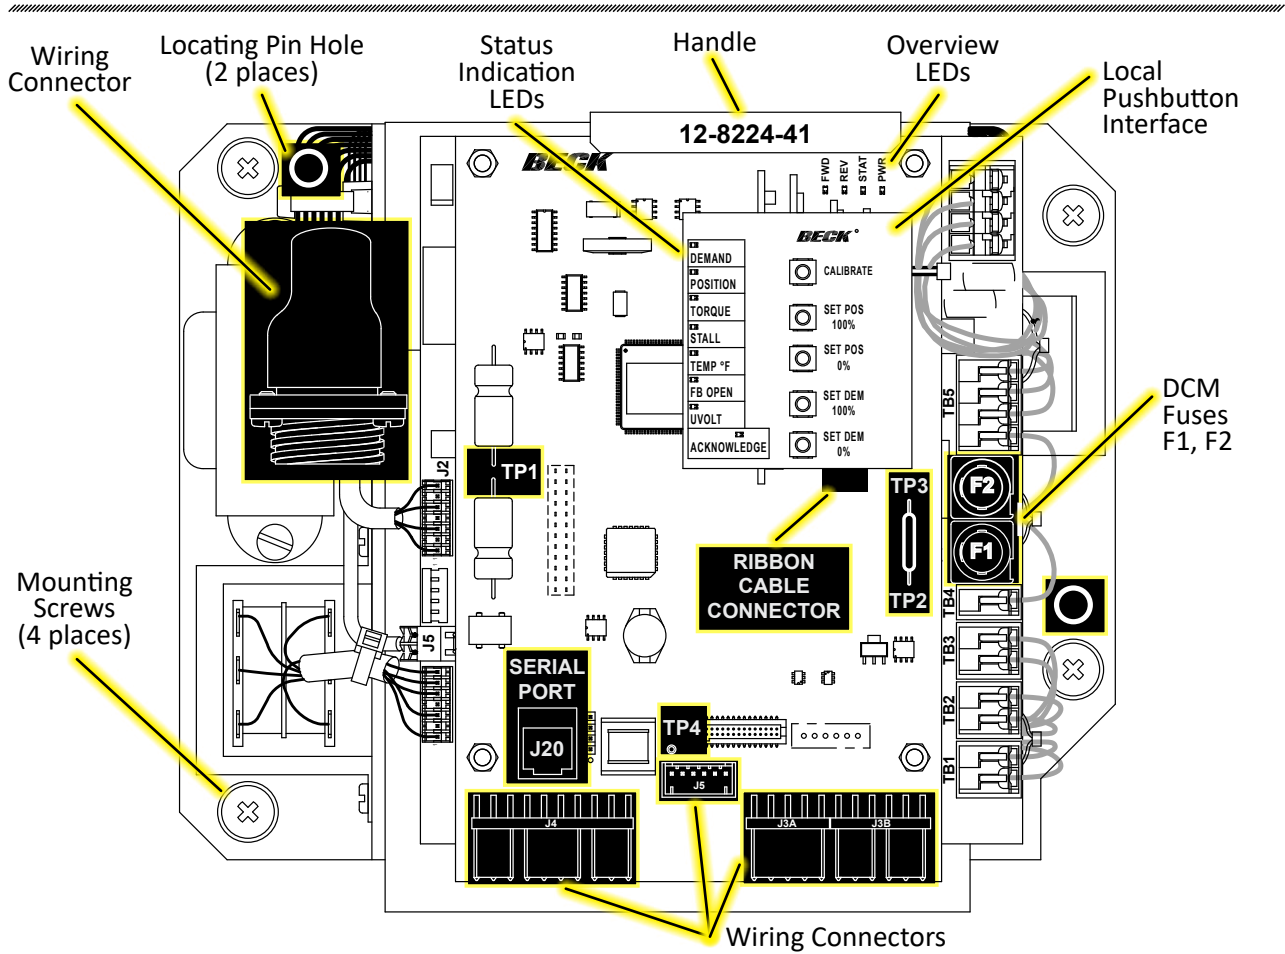 Wiring
Connector
Locating Pin Hole
(2 places)
Status
Indication
LEDs
Handle
Overview
LEDs
Local
Pushbutton
Interface
12-8224-41
BECK
FWD
REV
STAT
PWR
BECK
DEMAND
POSITION
TORQUE
STALL
TEMP °F
FB OPEN
UVOLT
ACKNOWLEDGE
CALIBRATE
SET POS
100%
SET POS
0%
SET DEM
100%
SET DEM
0%
DCM
Fuses
F1, F2
TB5
J2
TP1
TP3
F2
F1
TP2
RIBBON
CABLE
CONNECTOR
Mounting
Screws
(4 places)
TB4
J5
TB3
SERIAL
PORT
J20
TP4
TB2
TB1
J5
J4
J3A
J3B
Wiring Connectors